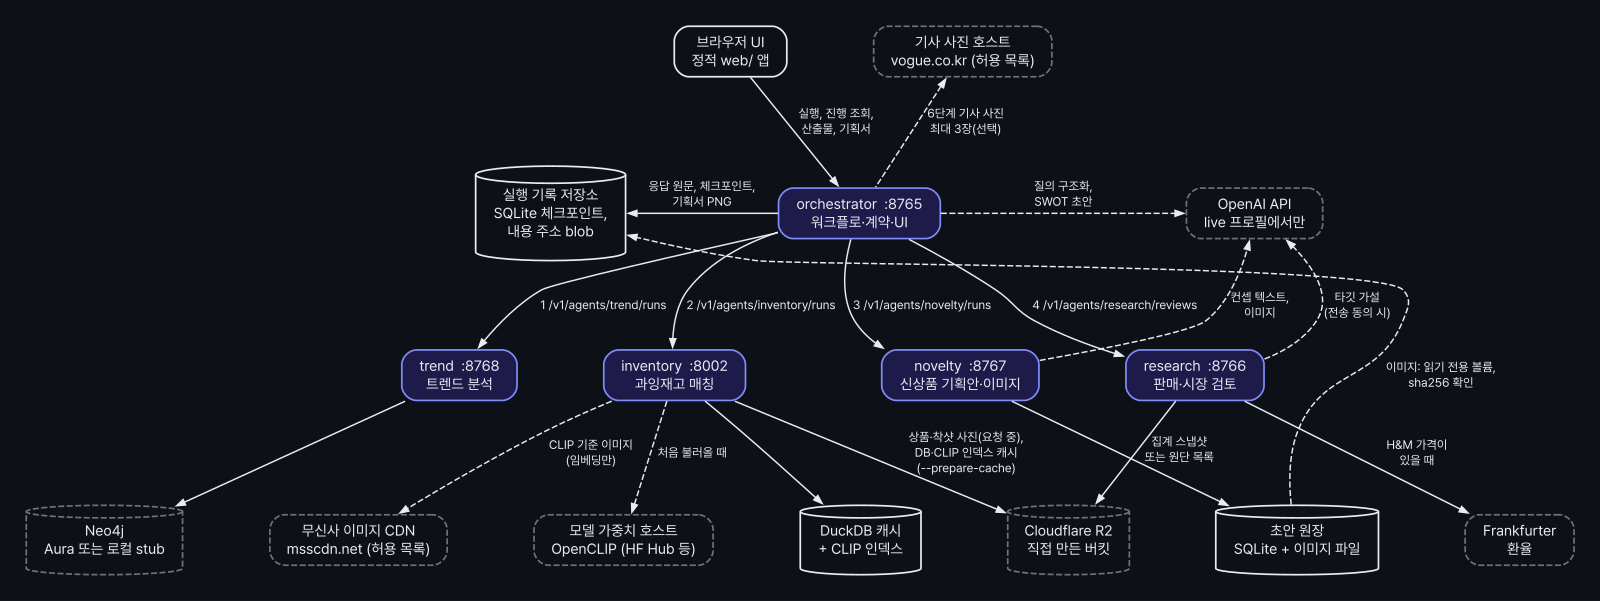 브라우저 UI
정적 web/ 앱
기사 사진 호스트
vogue.co.kr (허용 목록)
실행, 진행 조회,
산출물, 기획서
6단계 기사 사진
최대 3장(선택)
실행 기록 저장소
SQLite 체크포인트,
내용 주소 blob
응답 원문, 체크포인트,
기획서 PNG
orchestrator :8765
워크플로·계약·UI
질의 구조화,
SWOT 초안
OpenAI API
live 프로필에서만
1 /v1/agents/trend/runs
2 /v1/agents/inventory/runs
3 /v1/agents/novelty/runs
4 /v1/agents/research/reviews
컨셉 텍스트,
이미지
타깃 가설
(전송 동의 시)
trend :8768
트렌드 분석
inventory :8002
과잉재고 매칭
novelty :8767
신상품 기획안·이미지
research :8766
판매·시장 검토
이미지: 읽기 전용 볼륨,
sha256 확인
CLIP 기준 이미지
(임베딩만)
처음 불러올 때
상품·착샷 사진(요청 중),
DB·CLIP 인덱스 캐시
(--prepare-cache)
집계 스냅샷
또는 원단 목록
H&M 가격이
있을 때
Neo4j
Aura 또는 로컬 stub
무신사 이미지 CDN
msscdn.net (허용 목록)
모델 가중치 호스트
OpenCLIP (HF Hub 등)
DuckDB 캐시
+ CLIP 인덱스
Cloudflare R2
직접 만든 버킷
초안 원장
SQLite + 이미지 파일
Frankfurter
환율